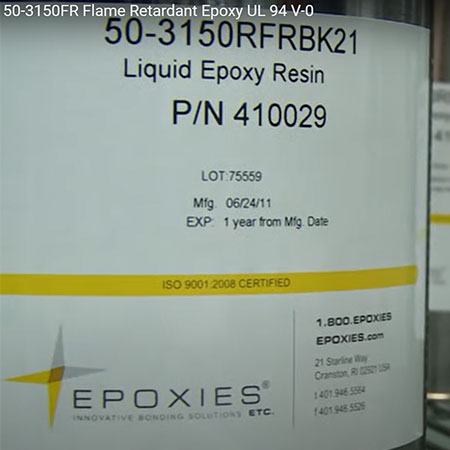 50-3150FR Flame Retardant Epoxy UL 94 V-0
50-3150RFRBK21
Liquid Epoxy Resin
P/N 410029
LOT:75559
Mfg. 06/24/11
EXP: 1 year from Mfg. Date
ISO 9001:2008 CERTIFIED
1.800.EPOXIES
EPOXIES.com
21 Starline Way
Cranston, RI 02921 USA
t 401.946.5564
f 401.946.5526
EPOXIES®
ETC.
INNOVATIVE BONDING SOLUTIONS